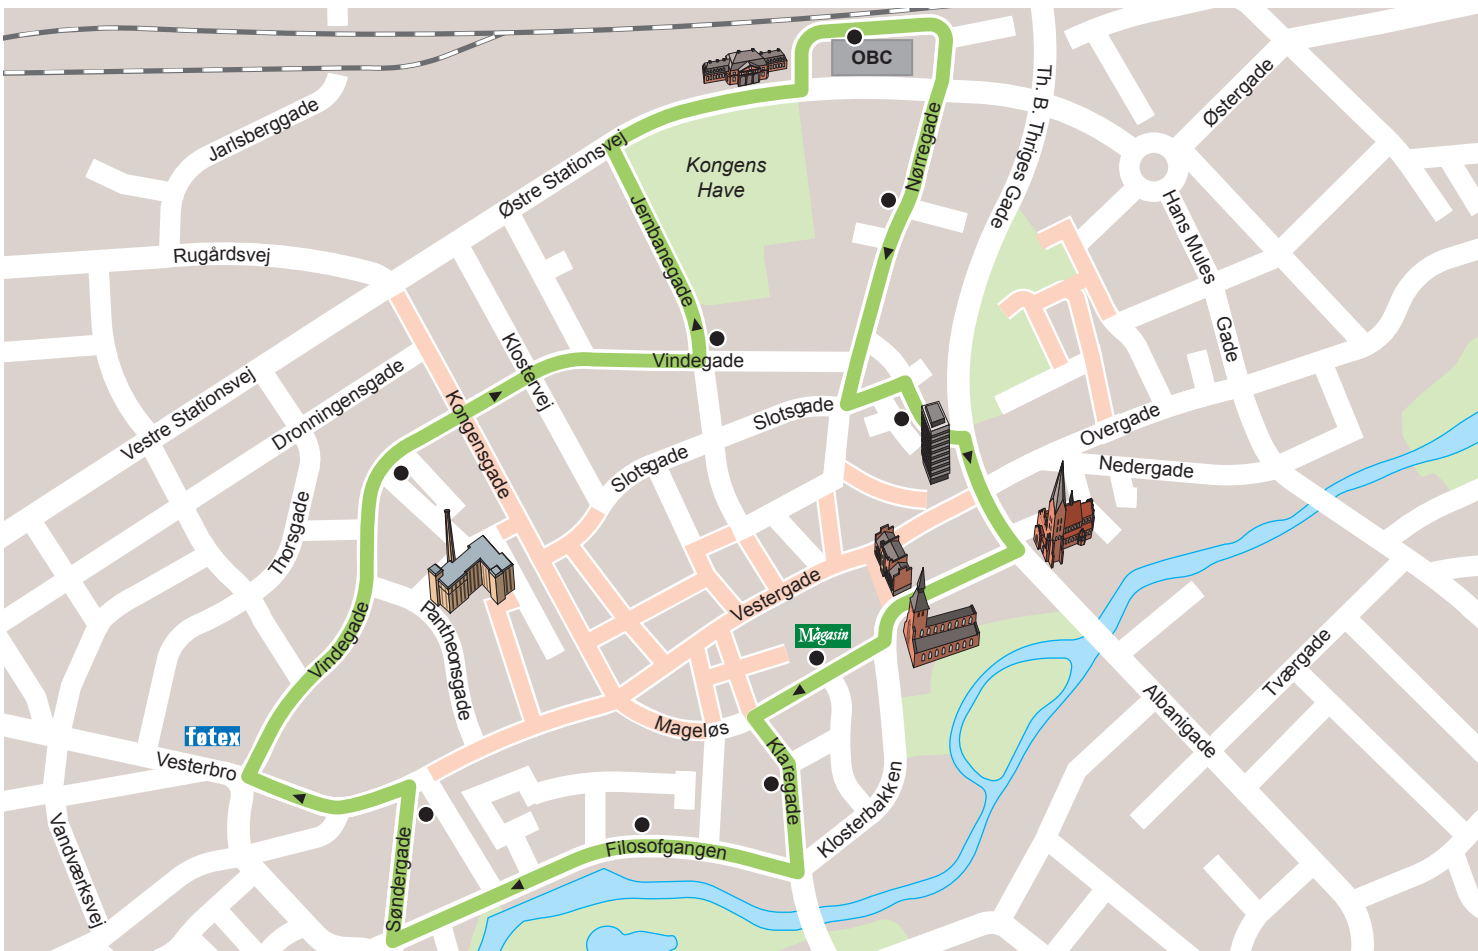 OBC
Th. B. Thriges Gade
Østergade
Jarlsberggade
Nørregade
Kongens
Have
Østre Stationsvej
Hans Mules
Gade
Rugårdsvej
Jernbanegade
Vindegade
Klostervej
Dronningensgade
Vestre Stationsvej
Kongensgade
Slotsgade
Slotsgade
Overgade
Nedergade
Thorsgade
Vestergade
Vindegade
Pantheonsgade
Magasin
Tværgade
Albanigade
Mageløs
føtex
Vesterbro
Klaregade
Klosterbakken
Filosofgangen
Vandværksvej
Søndergade